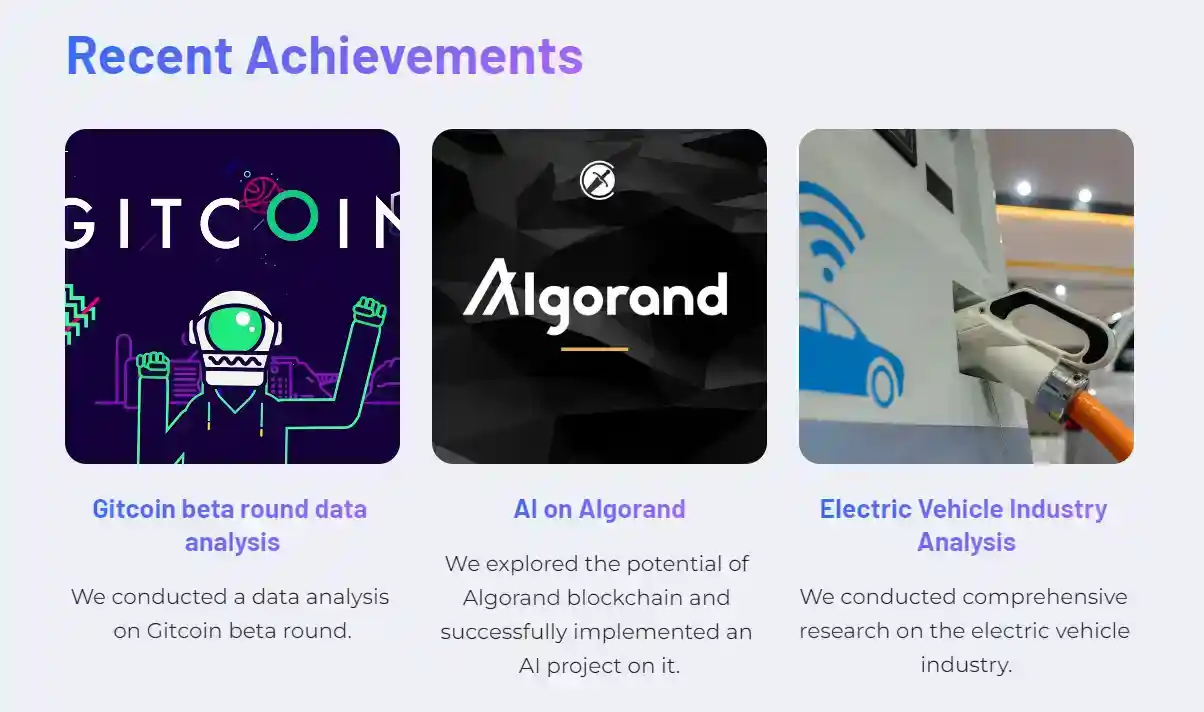 Recent Achievements
GITCOIN
Algorand
Gitcoin beta round data
analysis
We conducted a data analysis
on Gitcoin beta round.
AI on Algorand
We explored the potential of
Algorand blockchain and
successfully implemented an
AI project on it.
Electric Vehicle Industry
Analysis
We conducted comprehensive
research on the electric vehicle
industry.